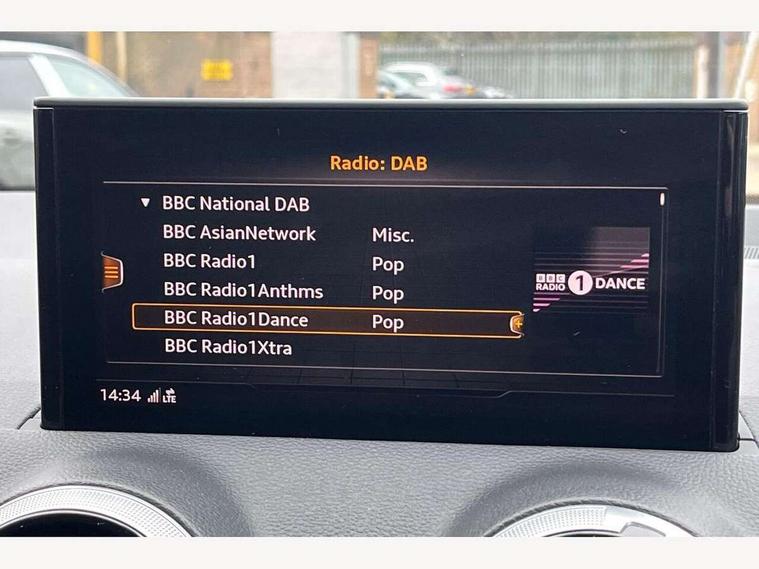 Radio: DAB
BBC National DAB
BBC AsianNetwork Misc.
BBC Radio1 Pop
BBC Radio1Anthms Pop
BBC Radio1Dance Pop
BBC Radio1Xtra
BBC RADIO 1 DANCE
14:34 LTE